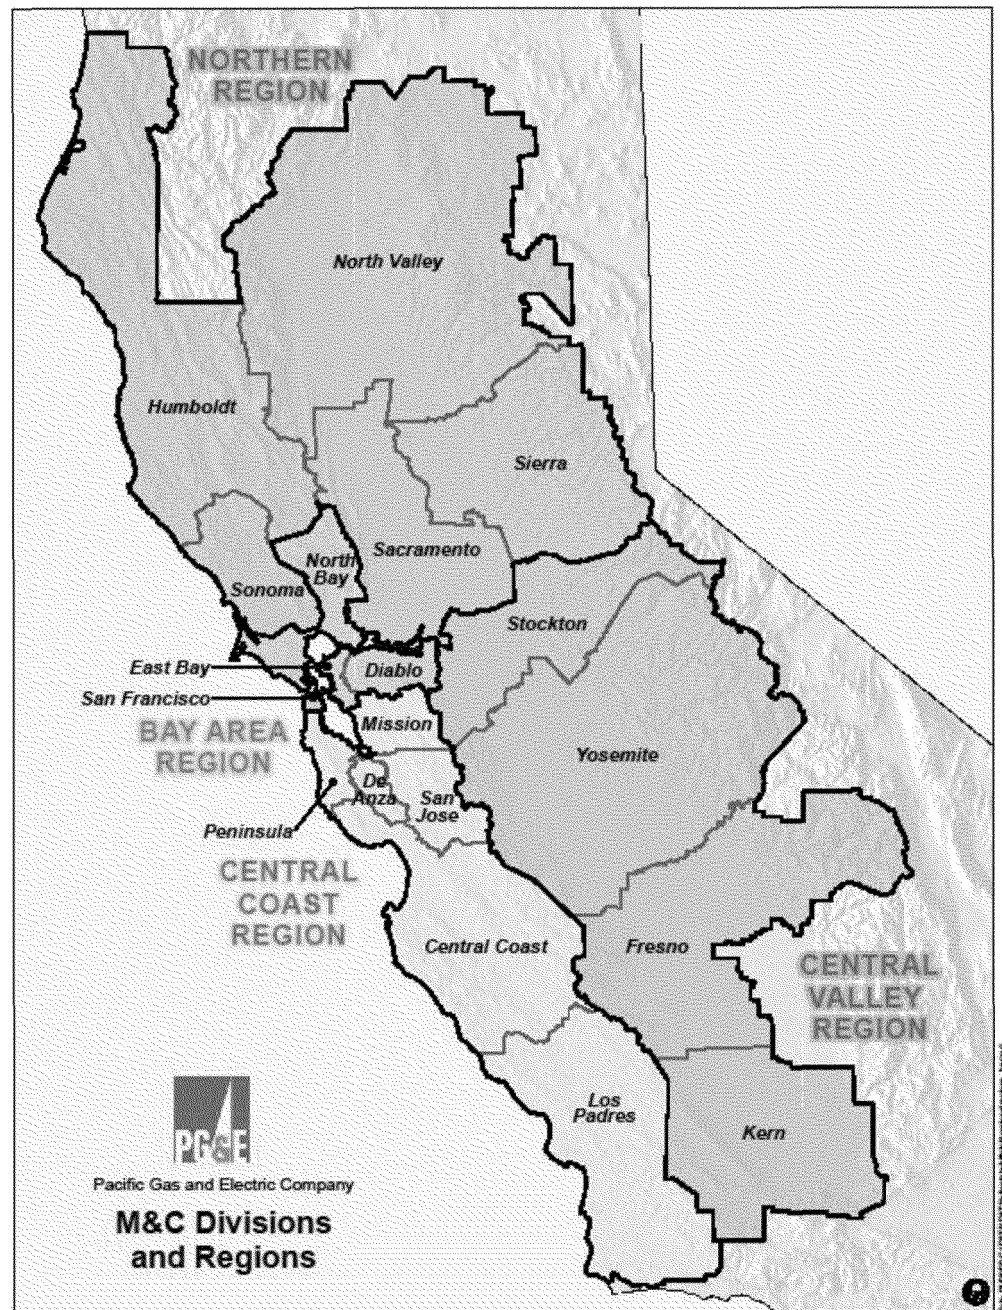 NORTHERN
REGION
North Valley
Humboldt
Sierra
Sacramento
North
Bay
Sonoma
Stockton
East Bay
Diablo
San Francisco
Mission
BAY AREA
REGION
Yosemite
De
Anza
San
Jose
Peninsula
CENTRAL
COAST
REGION
Central Coast
Fresno
CENTRAL
VALLEY
REGION
Los
Padres
Kern
PG&E
Pacific Gas and Electric Company
M&C Divisions
and Regions